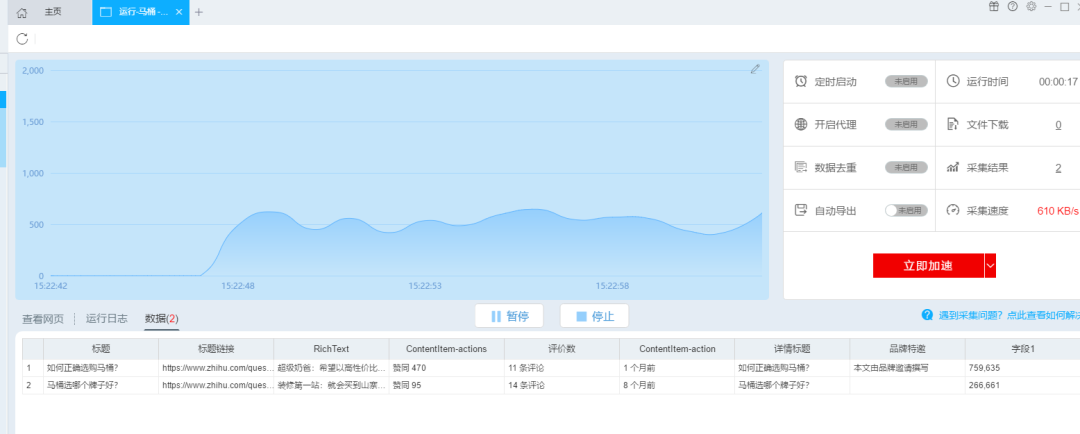 主页 运行-马桶 -...
2,000
1,500
1,000
500
0
15:22:42 15:22:48 15:22:53 15:22:58
定时启动 未启用 运行时间 00:00:17
开启代理 未启用 文件下载 0
数据去重 未启用 采集结果 2
自动导出 未启用 采集速度 610 KB/s
立即加速
查看网页 运行日志 数据(2) 暂停 停止 遇到采集问题？点此查看如何解决
标题 标题链接 RichText ContentItem-actions 评价数 ContentItem-action 详情标题 品牌特邀 字段1
1 如何正确选购马桶? https://www.zhihu.com/ques... 超级奶爸：希望以高性价比... 赞同 470 11 条评论 1 个月前 如何正确选购马桶? 本文由品牌邀请撰写 759,635
2 马桶选哪个牌子好? https://www.zhihu.com/ques... 装修第一站：就会买到山寨... 赞同 95 14 条评论 8 个月前 马桶选哪个牌子好? 266,661